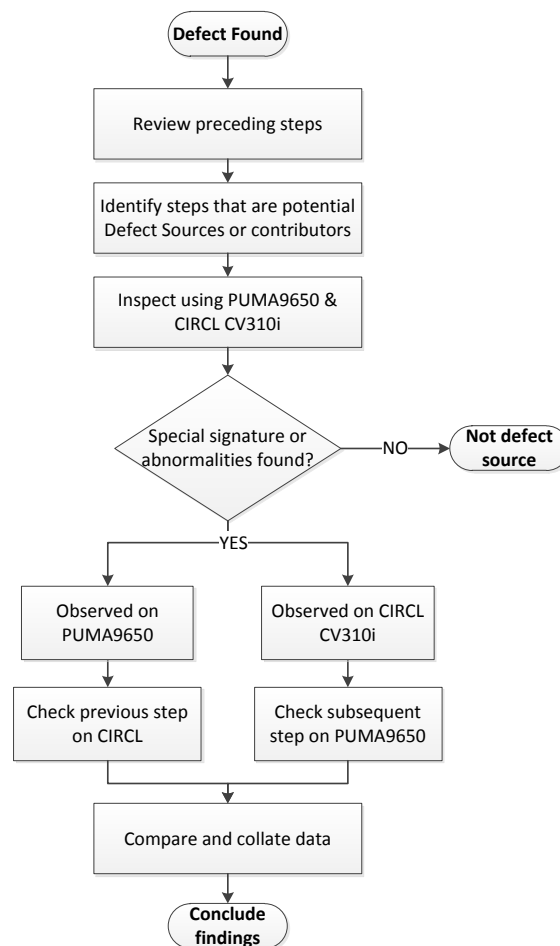 Defect Found
Review preceding steps
Identify steps that are potential
Defect Sources or contributors
Inspect using PUMA9650 &
CIRCL CV310i
Special signature or
abnormalities found?
NO
Not defect
source
YES
Observed on
PUMA9650
Observed on CIRCL
CV310i
Check previous step
on CIRCL
Check subsequent
step on PUMA9650
Compare and collate data
Conclude
findings